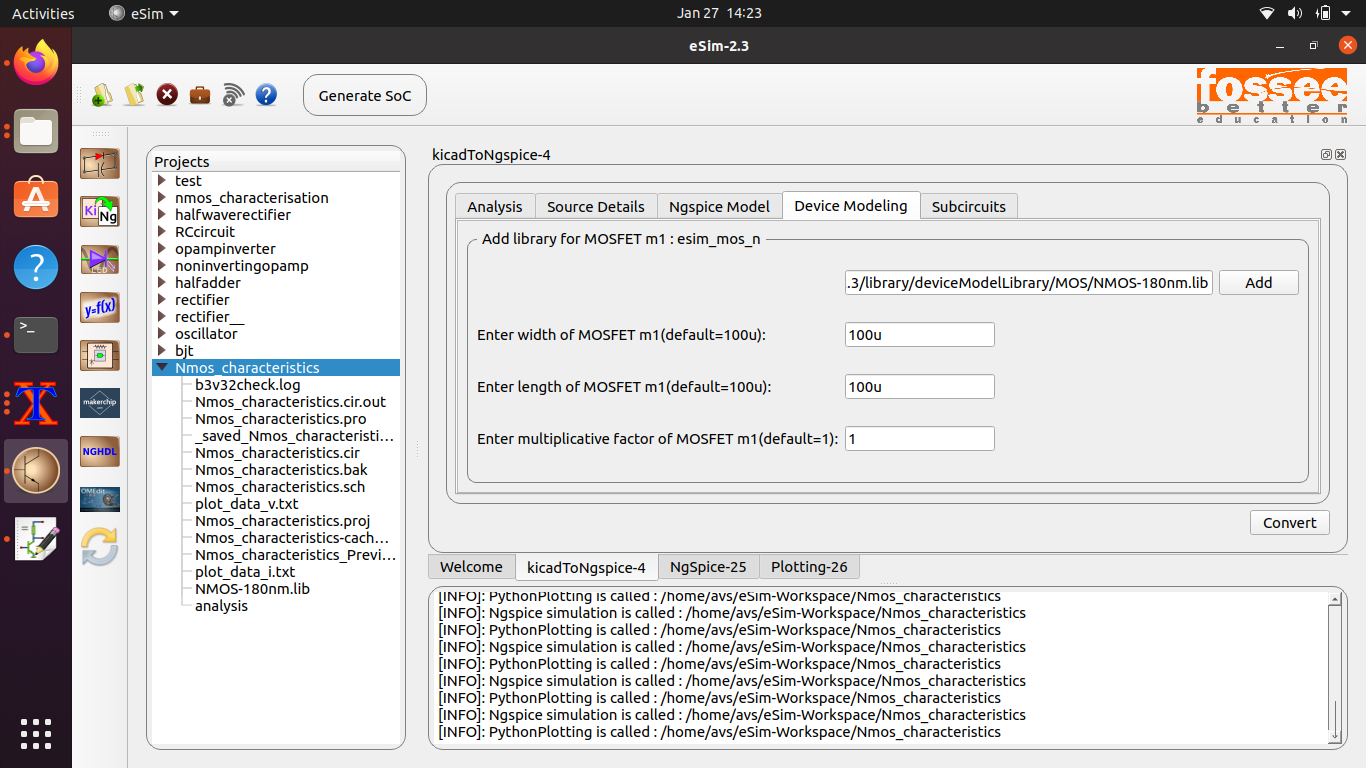 Activities
eSim
Jan 27 14:23
eSim-2.3
Generate SoC
fossee
better
education
Projects
test
nmos_characterisation
halfwaverectifier
RCcircuit
opampinverter
noninvertingopamp
halfadder
rectifier
rectifier__
oscillator
bjt
Nmos_characteristics
b3v32check.log
Nmos_characteristics.cir.out
Nmos_characteristics.pro
_saved_Nmos_characteristi...
Nmos_characteristics.cir
Nmos_characteristics.bak
Nmos_characteristics.sch
plot_data_v.txt
Nmos_characteristics.proj
Nmos_characteristics-cach...
Nmos_characteristics_Previ...
plot_data_i.txt
NMOS-180nm.lib
analysis
Ki Ng
y=f(x)
makerchip
NGHDL
OMEdit
kicadToNgspice-4
Analysis
Source Details
Ngspice Model
Device Modeling
Subcircuits
Add library for MOSFET m1 : esim_mos_n
.3/library/deviceModelLibrary/MOS/NMOS-180nm.lib
Add
Enter width of MOSFET m1(default=100u):
100u
Enter length of MOSFET m1(default=100u):
100u
Enter multiplicative factor of MOSFET m1(default=1):
1
Convert
Welcome
kicadToNgspice-4
NgSpice-25
Plotting-26
[INFO]: PythonPlotting is called : /home/avs/eSim-Workspace/Nmos_characteristics
[INFO]: Ngspice simulation is called : /home/avs/eSim-Workspace/Nmos_characteristics
[INFO]: PythonPlotting is called : /home/avs/eSim-Workspace/Nmos_characteristics
[INFO]: Ngspice simulation is called : /home/avs/eSim-Workspace/Nmos_characteristics
[INFO]: PythonPlotting is called : /home/avs/eSim-Workspace/Nmos_characteristics
[INFO]: Ngspice simulation is called : /home/avs/eSim-Workspace/Nmos_characteristics
[INFO]: PythonPlotting is called : /home/avs/eSim-Workspace/Nmos_characteristics
[INFO]: Ngspice simulation is called : /home/avs/eSim-Workspace/Nmos_characteristics
[INFO]: PythonPlotting is called : /home/avs/eSim-Workspace/Nmos_characteristics